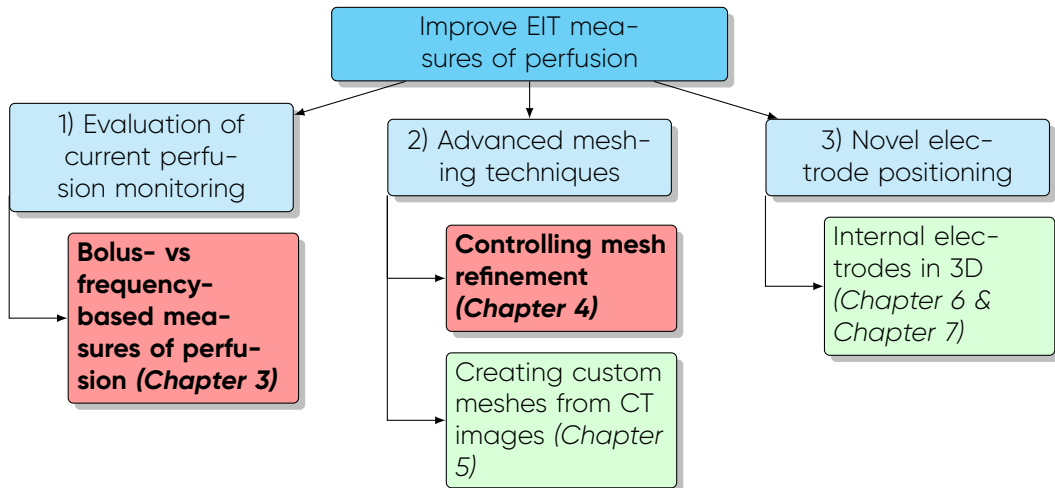 Improve EIT mea-
sures of perfusion
1) Evaluation of
current perfu-
sion monitoring
Bolus- vs
frequency-
based mea-
sures of perfu-
sion (Chapter 3)
2) Advanced mesh-
ing techniques
Controlling mesh
refinement
(Chapter 4)
Creating custom
meshes from CT
images (Chapter
5)
3) Novel elec-
trode positioning
Internal elec-
trodes in 3D
(Chapter 6 &
Chapter 7)